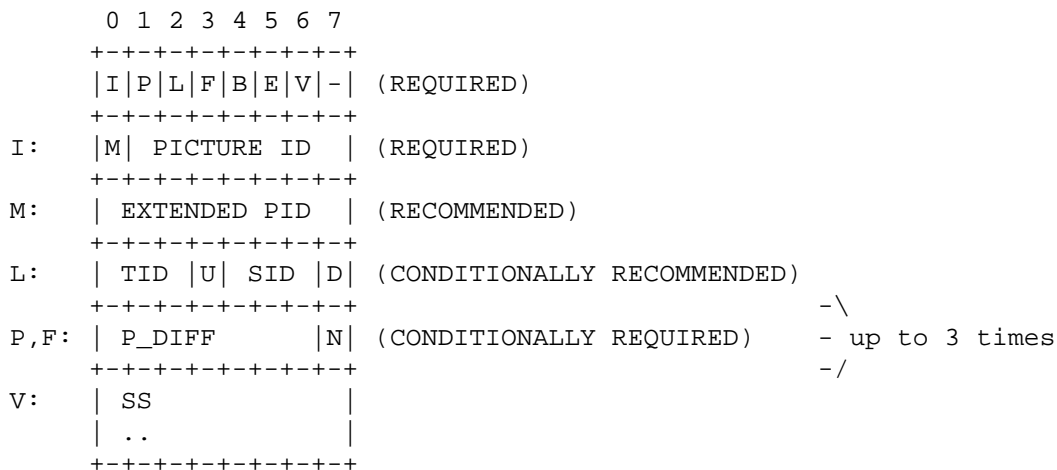 0 1 2 3 4 5 6 7
     +-+-+-+-+-+-+-+-+
     |I|P|L|F|B|E|V|-| (REQUIRED)
     +-+-+-+-+-+-+-+-+
I:   |M| PICTURE ID  | (REQUIRED)
     +-+-+-+-+-+-+-+-+
M:   | EXTENDED PID  | (RECOMMENDED)
     +-+-+-+-+-+-+-+-+
L:   | TID |U| SID |D| (CONDITIONALLY RECOMMENDED)
     +-+-+-+-+-+-+-+-+                             -\
P,F: | P_DIFF      |N| (CONDITIONALLY REQUIRED)    - up to 3 times
     +-+-+-+-+-+-+-+-+                             -/
V:   | SS            |
     | ..            |
     +-+-+-+-+-+-+-+-+